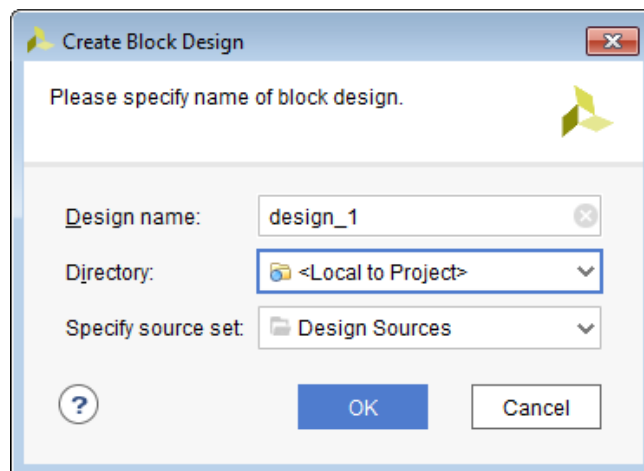 Create Block Design
Please specify name of block design.
Design name: design_1
Directory: <Local to Project>
Specify source set: Design Sources
? OK Cancel